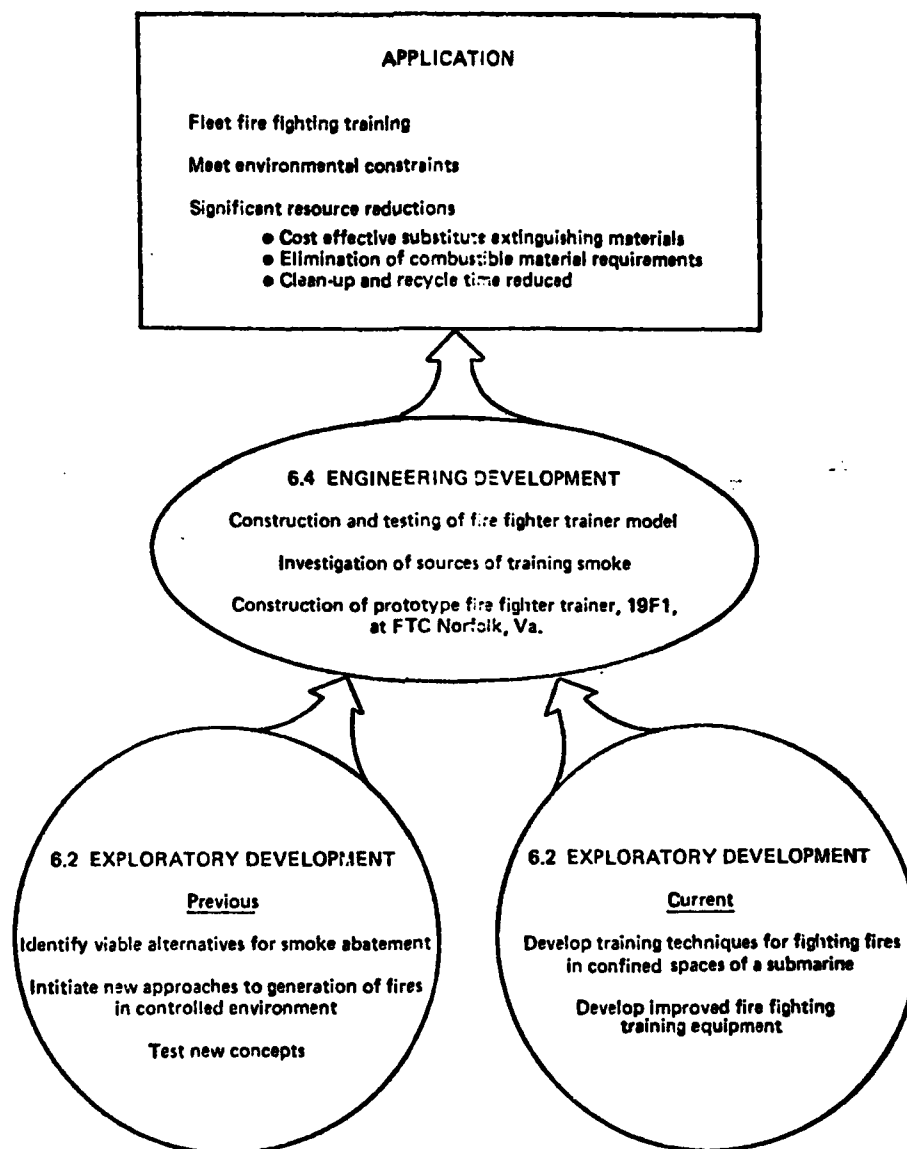 APPLICATION
Fleet fire fighting training
Meet environmental constraints
Significant resource reductions
● Cost effective substitute extinguishing materials
● Elimination of combustible material requirements
● Clean-up and recycle time reduced
6.4 ENGINEERING DEVELOPMENT
Construction and testing of fire fighter trainer model
Investigation of sources of training smoke
Construction of prototype fire fighter trainer, 19F1,
at FTC Norfolk, Va.
6.2 EXPLORATORY DEVELOPMENT
Previous
Identify viable alternatives for smoke abatement
Intitiate new approaches to generation of fires
in controlled environment
Test new concepts
6.2 EXPLORATORY DEVELOPMENT
Current
Develop training techniques for fighting fires
in confined spaces of a submarine
Develop improved fire fighting
training equipment